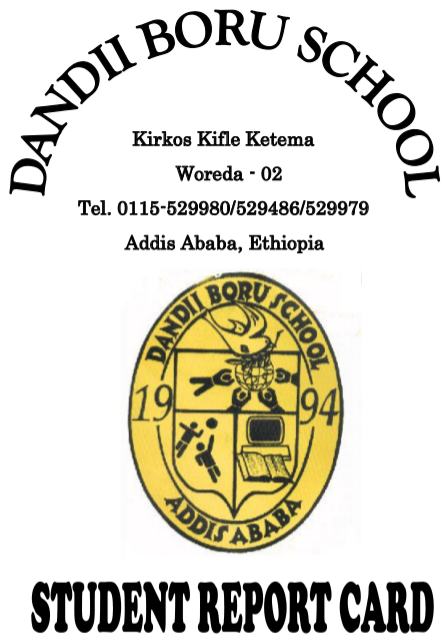 DANDII BORU SCHOOL
Kirkos Kifle Ketema
Woreda - 02
Tel. 0115-529980/529486/529979
Addis Ababa, Ethiopia
DANDII BORU SCHOOL
19 94
ADDIS ABABA
STUDENT REPORT CARD